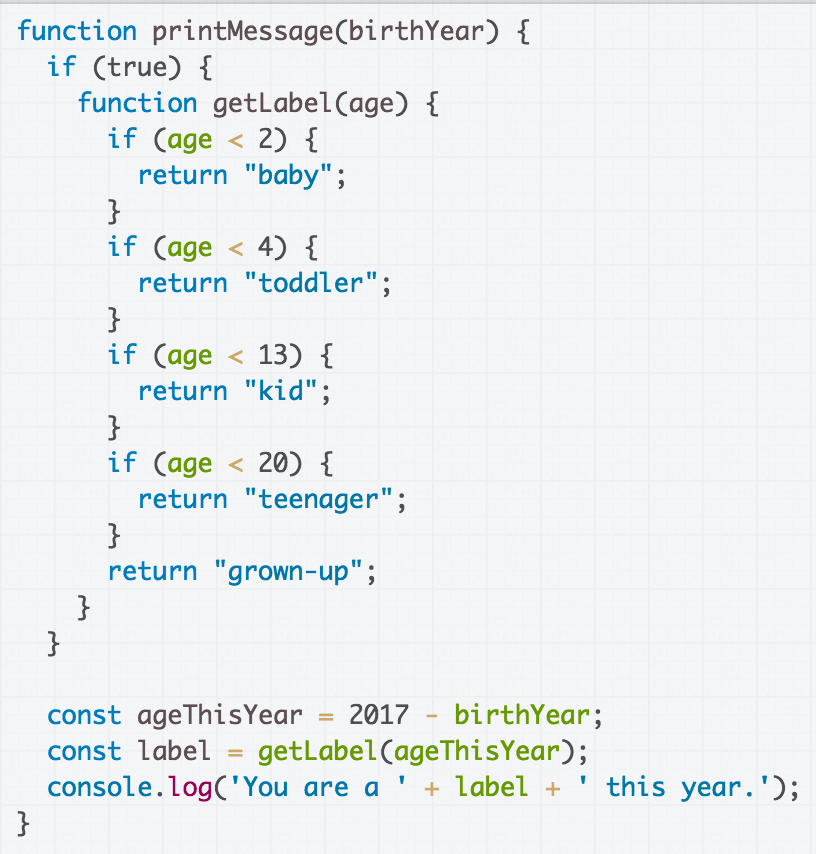 function printMessage(birthYear) {
  if (true) {
    function getLabel(age) {
      if (age < 2) {
        return "baby";
      }
      if (age < 4) {
        return "toddler";
      }
      if (age < 13) {
        return "kid";
      }
      if (age < 20) {
        return "teenager";
      }
      return "grown-up";
    }
  }

  const ageThisYear = 2017 - birthYear;
  const label = getLabel(ageThisYear);
  console.log('You are a ' + label + ' this year.');
}